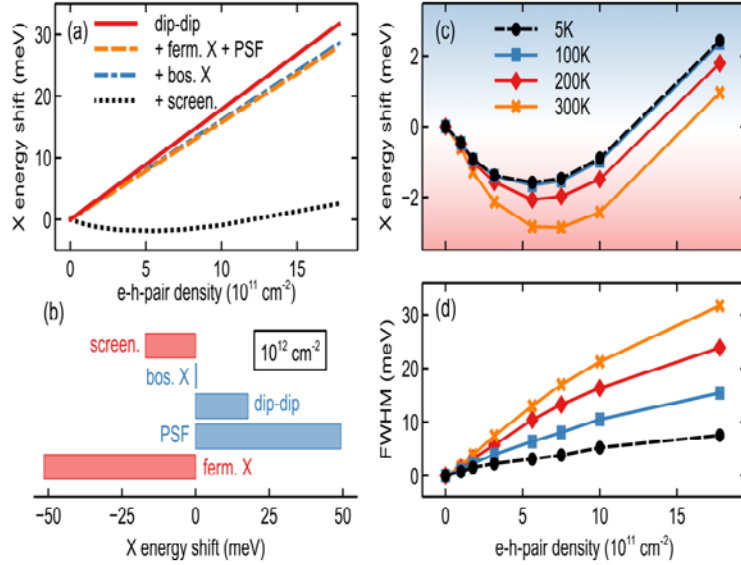 (a)
dip-dip
+ ferm. X + PSF
+ bos. X
+ screen.
X energy shift (meV)
30
20
10
0
0
5
10
15
e-h-pair density (10¹¹ cm⁻²)
(b)
10¹² cm⁻²
screen.
bos. X
dip-dip
PSF
ferm. X
−50
−25
0
25
50
X energy shift (meV)
(c)
5K
100K
200K
300K
X energy shift (meV)
2
0
−2
(d)
FWHM (meV)
30
20
10
0
0
5
10
15
e-h-pair density (10¹¹ cm⁻²)